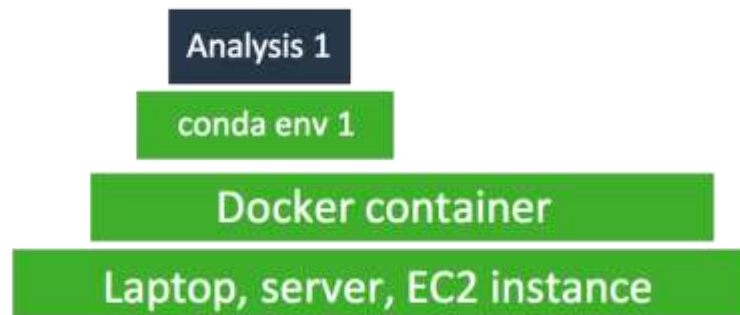 Analysis 1
conda env 1
Docker container
Laptop, server, EC2 instance